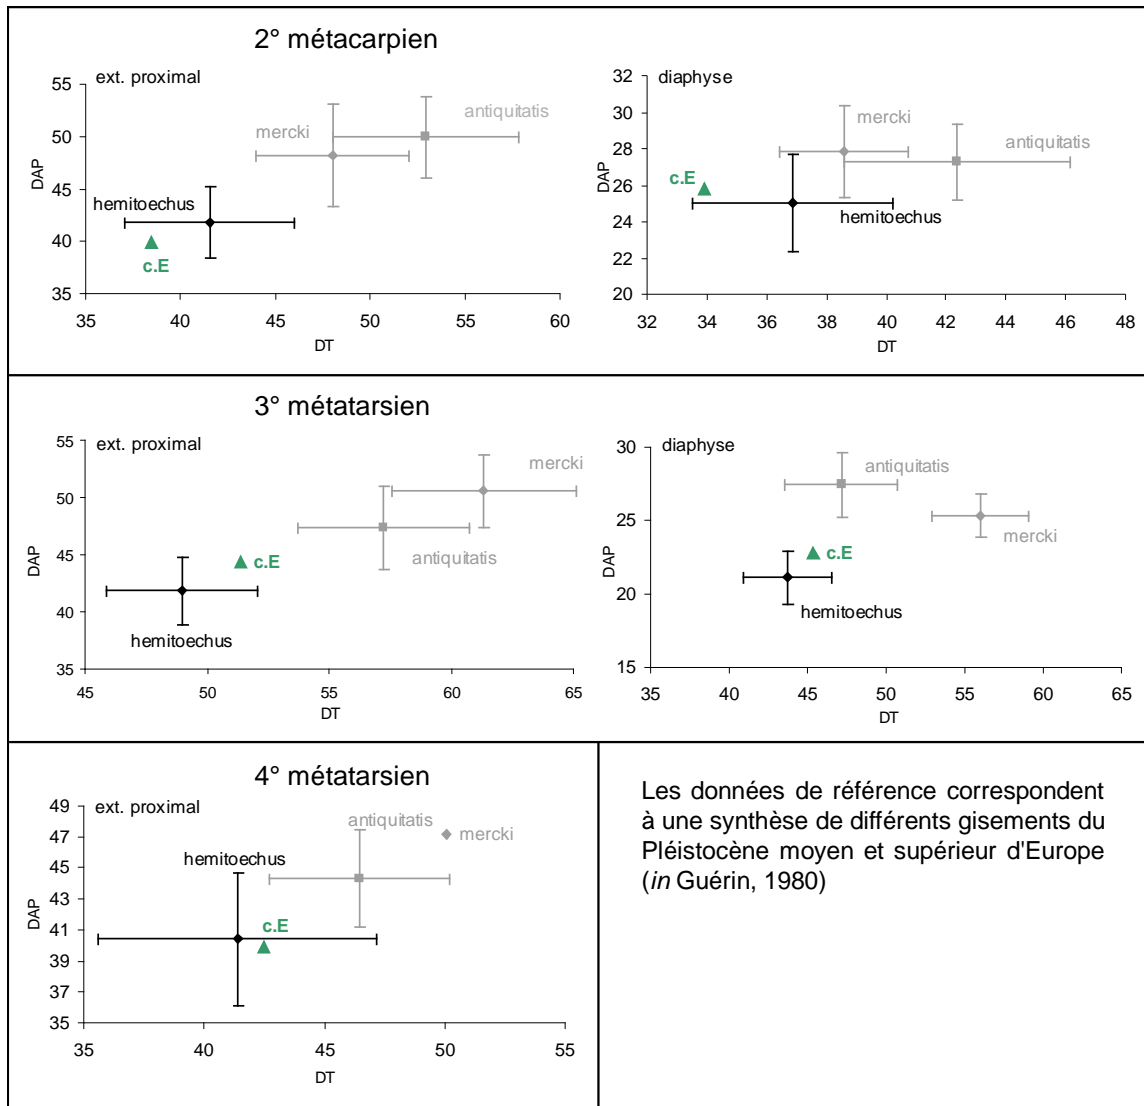 2° métacarpien
ext. proximal
55
50
45
40
35
DAP
mercki
antiquitatis
hemitoechus
c.E
35 40 45 50 55 60
DT
diaphyse
32
30
28
26
24
22
20
DAP
mercki
antiquitatis
c.E
hemitoechus
32 34 36 38 40 42 44 46 48
DT
3° métatarsien
ext. proximal
55
50
45
40
35
DAP
mercki
c.E
antiquitatis
hemitoechus
45 50 55 60 65
DT
diaphyse
30
25
20
15
DAP
antiquitatis
mercki
c.E
hemitoechus
35 40 45 50 55 60 65
DT
4° métatarsien
ext. proximal
49
47
45
43
41
39
37
35
DAP
antiquitatis
mercki
hemitoechus
c.E
35 40 45 50 55
DT
Les données de référence correspondent
à une synthèse de différents gisements du
Pléistocène moyen et supérieur d'Europe
(in Guérin, 1980)